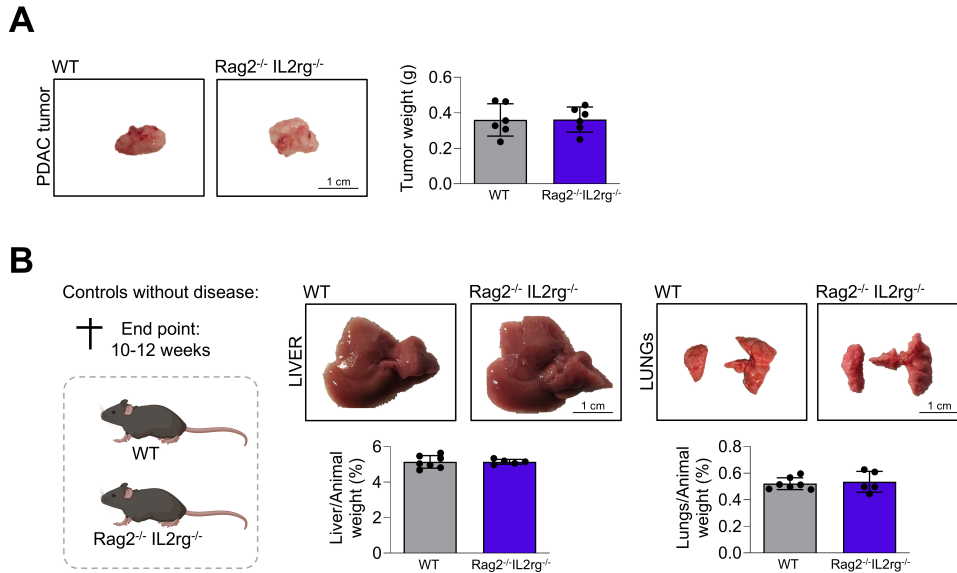 A
WT
Rag2-/- IL2rg-/-
PDAC tumor
1 cm
Tumor weight (g)
0.6
0.4
0.2
0.0
WT
Rag2-/-IL2rg-/-
B
Controls without disease:
End point:
10-12 weeks
WT
Rag2-/- IL2rg-/-
WT
Rag2-/- IL2rg-/-
LIVER
1 cm
Liver/Animal
weight (%)
6
4
2
0
WT
Rag2-/-IL2rg-/-
WT
Rag2-/- IL2rg-/-
LUNGs
1 cm
Lungs/Animal
weight (%)
0.8
0.6
0.4
0.2
0.0
WT
Rag2-/-IL2rg-/-